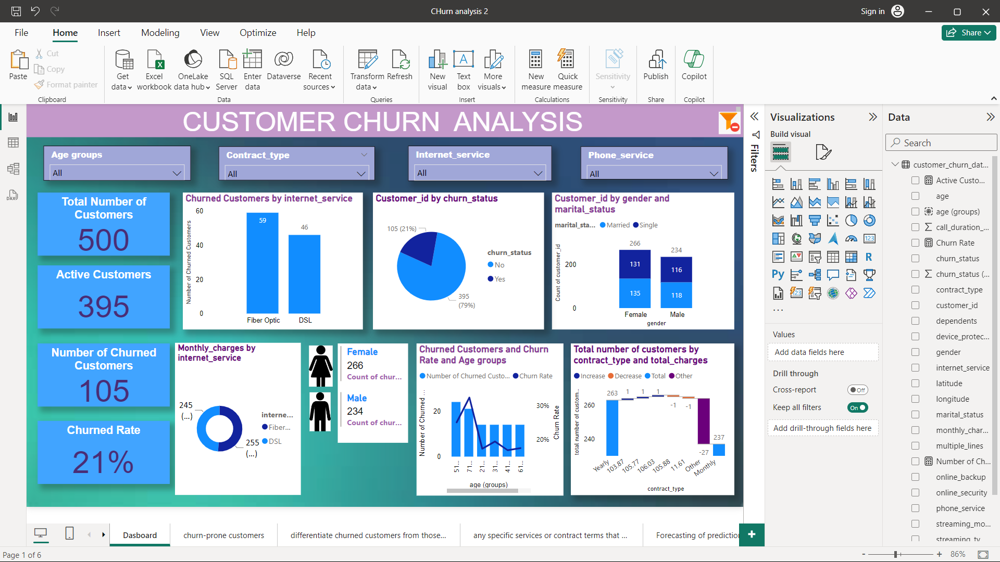 CHurn analysis 2
Sign in
File
Home
Insert
Modeling
View
Optimize
Help
Share
Paste
Cut
Copy
Format painter
Clipboard
Get data
Excel workbook
OneLake data hub
SQL Server
Enter data
Dataverse
Recent sources
Data
Transform data
Refresh
Queries
New visual
Text box
More visuals
Insert
New measure
Quick measure
Calculations
Sensitivity
Sensitivity
Publish
Share
Copilot
Copilot
CUSTOMER CHURN ANALYSIS
Age groups
All
Contract_type
All
Internet_service
All
Phone_service
All
Total Number of
Customers
500
Active Customers
395
Number of Churned
Customers
105
Churned Rate
21%
Churned Customers by internet_service
Number of Churned Customers
60
40
20
0
59
46
Fiber Optic
DSL
Customer_id by churn_status
105 (21%)
395
(79%)
churn_status
No
Yes
Customer_id by gender and
marital_status
marital_sta...
Married
Single
Count of customer_id
200
0
266
131
135
234
116
118
Female
Male
gender
Monthly_charges by
internet_service
245
(...)
255
(...)
interne...
Fiber...
DSL
Female
266
Count of chur...
Male
234
Count of chur...
Churned Customers and Churn
Rate and Age groups
Number of Churned Custo...
Churn Rate
Number of Churned ...
20
0
30%
20%
Churn Rate
51...
71...
21...
31...
41...
61...
age (groups)
Total number of customers by
contract_type and total_charges
Increase
Decrease
Total
Other
total number of custom...
260
240
263
1
1
1
-1
-1
-27
237
Yearly
103.87
105.77
106.03
105.88
11.61
Other
Monthly
contract_type
Filters
Visualizations
Build visual
123
R
Py
123
...
Values
Add data fields here
Drill through
Cross-report
Off
Keep all filters
On
Add drill-through fields here
Data
Search
customer_churn_dat...
Active Custo...
age
age (groups)
call_duration_...
Churn Rate
churn_status
churn_status (...
contract_type
customer_id
dependents
device_protec...
gender
internet_service
latitude
longitude
marital_status
monthly_char...
multiple_lines
Number of Ch...
online_backup
online_security
phone_service
streaming_mo...
streaming_tv
DAX
Dasboard
churn-prone customers
differentiate churned customers from those...
any specific services or contract terms that ...
Forecasting of prediction
Page 1 of 6
86%